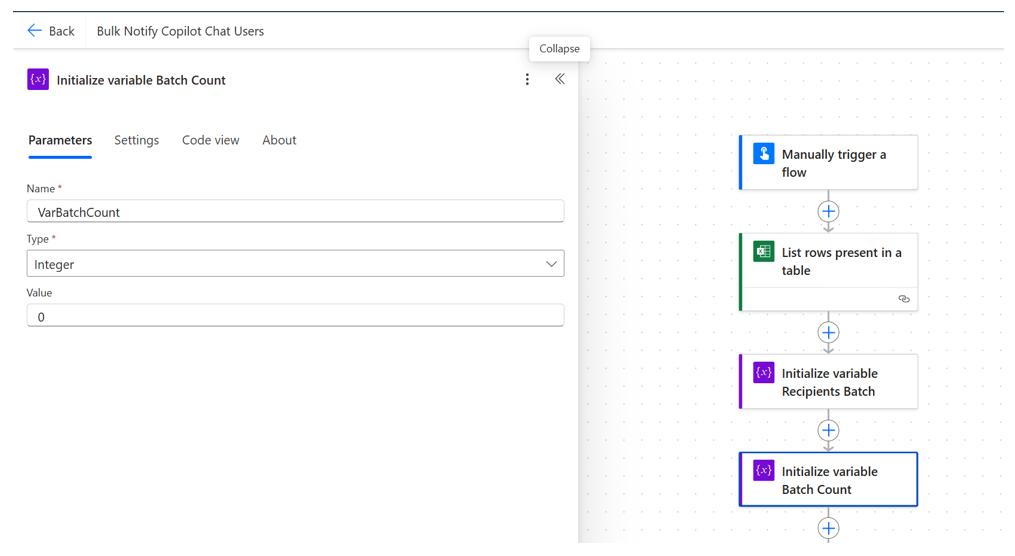 Back
Bulk Notify Copilot Chat Users
Collapse
{x} Initialize variable Batch Count
Parameters Settings Code view About
Name *
VarBatchCount
Type *
Integer
Value
0
Manually trigger a
flow
List rows present in a
table
{x} Initialize variable
Recipients Batch
{x} Initialize variable
Batch Count